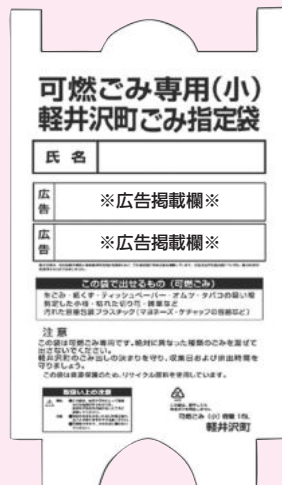 可燃ごみ専用(小)
軽井沢町ごみ指定袋
氏 名
広告
※広告掲載欄※
広告
※広告掲載欄※
この袋で出せるもの(可燃ごみ)
生ごみ・紙くず・ティッシュペーパー・オムツ・タバコの吸い殻
剪定した小枝・枯れた切り花・雑草など
汚れた容器包装プラスチック(マヨネーズ・ケチャップの容器など)
注 意
この袋は可燃ごみ専用です。絶対に異なった種類のごみを混ぜて
出さないでください。
軽井沢町のごみ出しの決まりを守り、収集日および排出時間を
守りましょう。
この袋は資源保護のため、リサイクル原料を使用しています。
取扱い上の注意
可燃ごみ (小) 容量 15L
軽井沢町